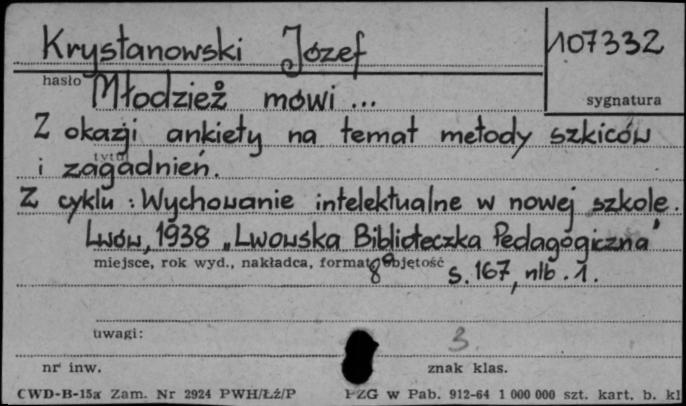 Krystanowski Józef 107332
hasło sygnatura
Młodzież mówi ...
Z okazji ankiety na temat metody szkiców
tytuł
i zagadnień.
Z cyklu: Wychowanie intelektualne w nowej szkole.
Lwów, 1938 „Lwowska Biblioteczka Pedagogiczna"
miejsce, rok wyd., nakładca, format, objętość
8° s. 167, nlb. 1.
uwagi: 3.
nr inw. znak klas.
CWD-B-15a Zam. Nr 2924 PWH/Łż/P PZG w Pab. 912-64 1 000 000 szt. kart. b. kl